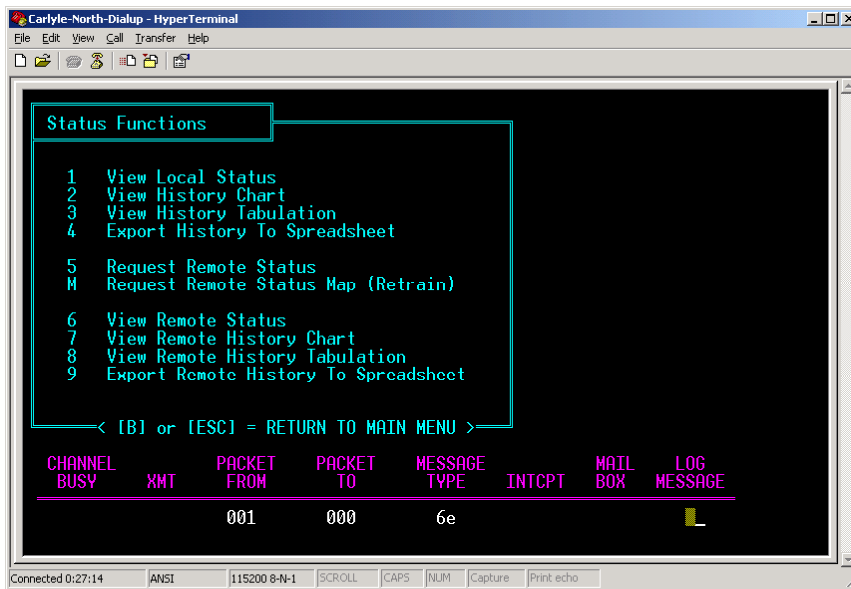 Carlyle-North-Dialup - HyperTerminal
File Edit View Call Transfer Help
Status Functions
1 View Local Status
2 View History Chart
3 View History Tabulation
4 Export History To Spreadsheet
5 Request Remote Status
M Request Remote Status Map (Retrain)
6 View Remote Status
7 View Remote History Chart
8 View Remote History Tabulation
9 Export Remote History To Spreadsheet
< [B] or [ESC] = RETURN TO MAIN MENU >
CHANNEL PACKET PACKET MESSAGE MAIL LOG
BUSY XMT FROM TO TYPE INTCPT BOX MESSAGE
001 000 6e
Connected 0:27:14 ANSI 115200 8-N-1 SCROLL CAPS NUM Capture Print echo